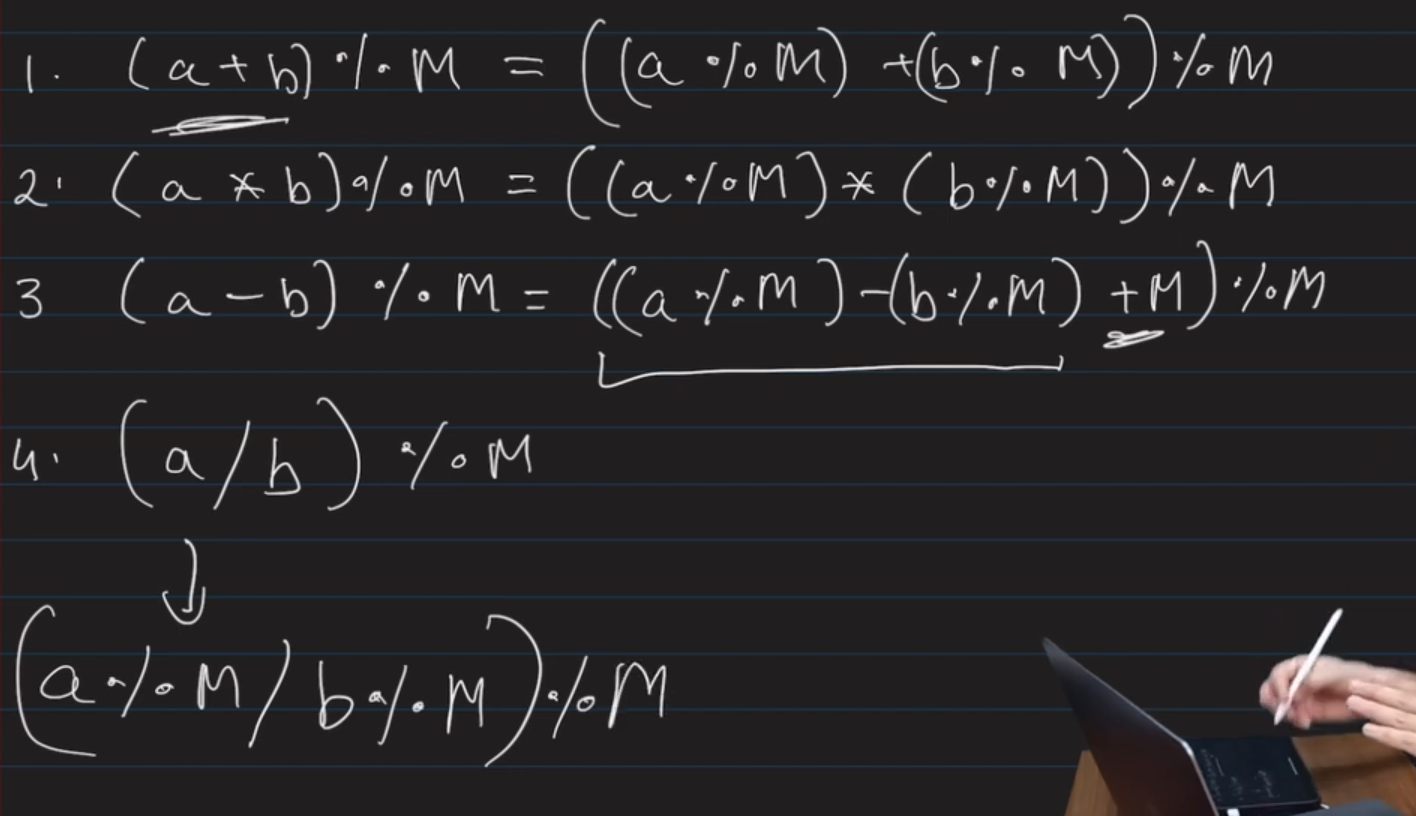 1. (a+b) % M = ((a % M) +(b % M)) % M
2. (a * b) % M = ((a % M) * (b % M)) % M
3 (a - b) % M = ((a % M) - (b % M) + M) % M
4. (a/b) % M
(a % M / b % M) % M